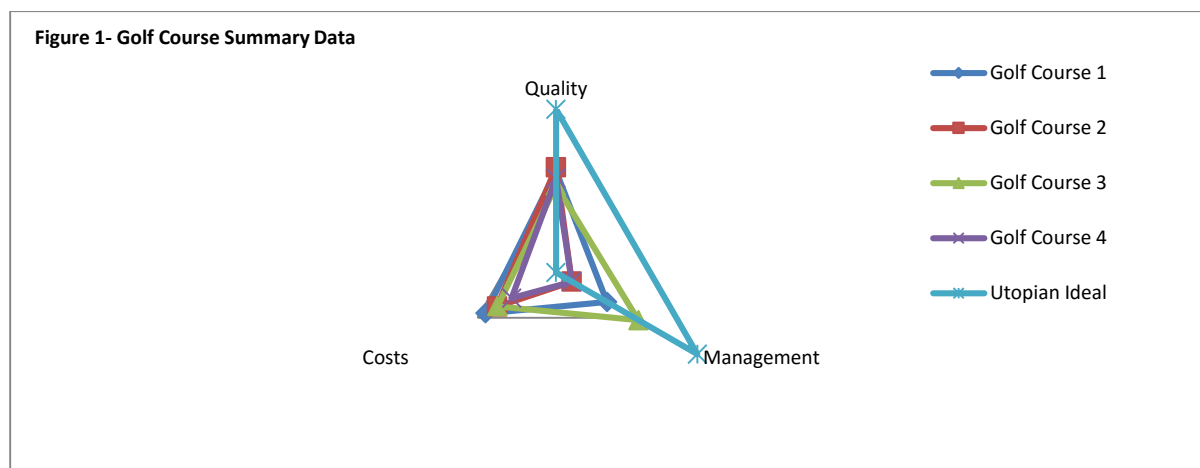 Figure 1- Golf Course Summary Data
Quality
Costs
Management
Golf Course 1
Golf Course 2
Golf Course 3
Golf Course 4
Utopian Ideal